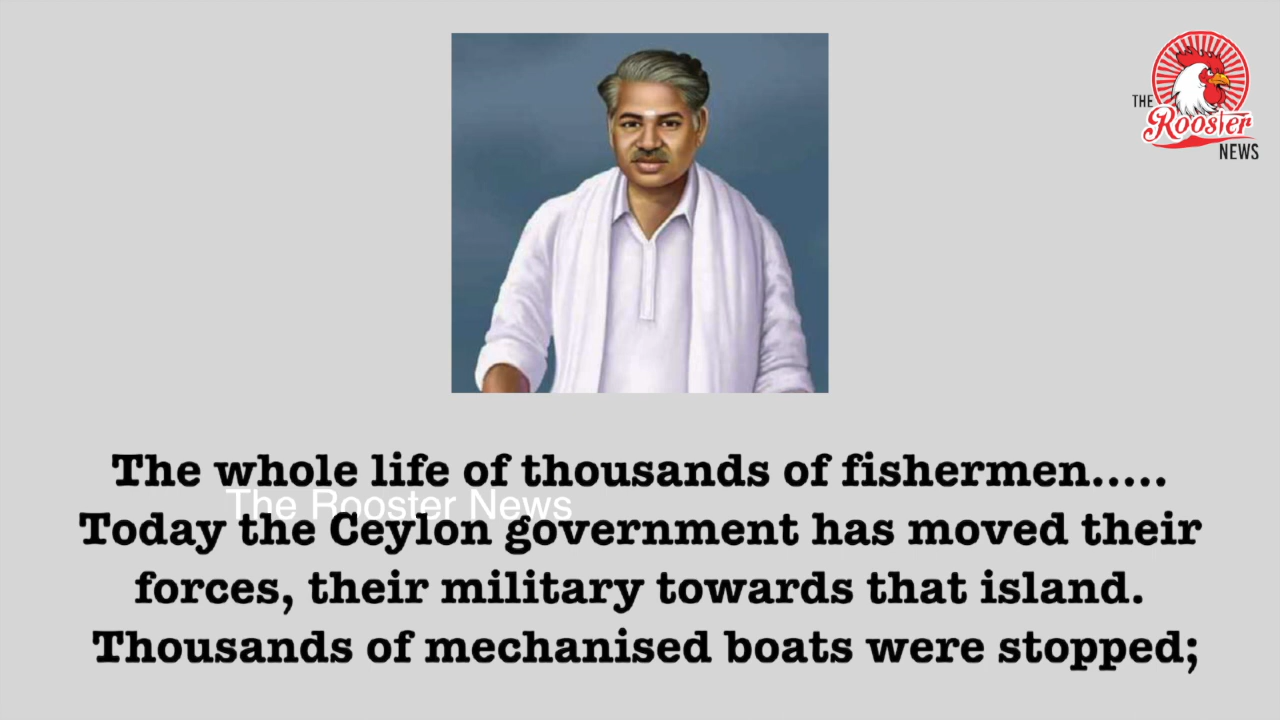 THE
Rooster
NEWS
The whole life of thousands of fishermen.....
The Rooster News
Today the Ceylon government has moved their
forces, their military towards that island.
Thousands of mechanised boats were stopped;